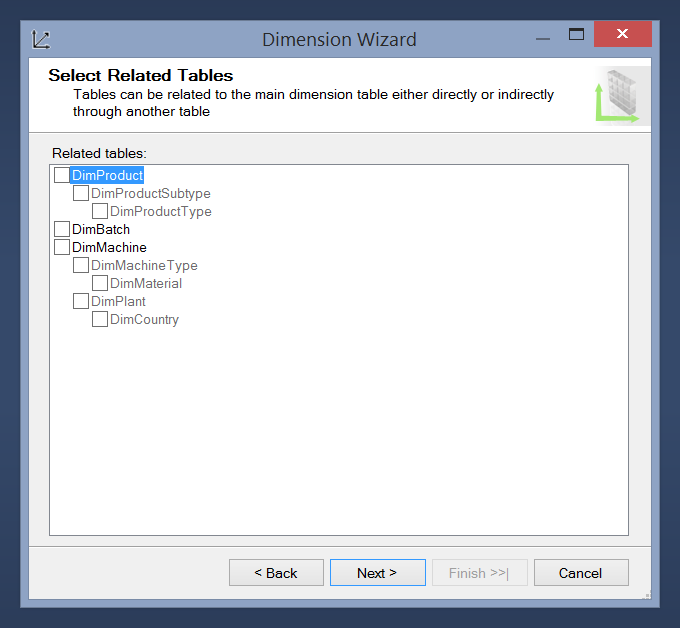 Dimension Wizard
Select Related Tables
Tables can be related to the main dimension table either directly or indirectly
through another table
Related tables:
DimProduct
DimProductSubtype
DimProductType
DimBatch
DimMachine
DimMachineType
DimMaterial
DimPlant
DimCountry
< Back Next > Finish >>| Cancel